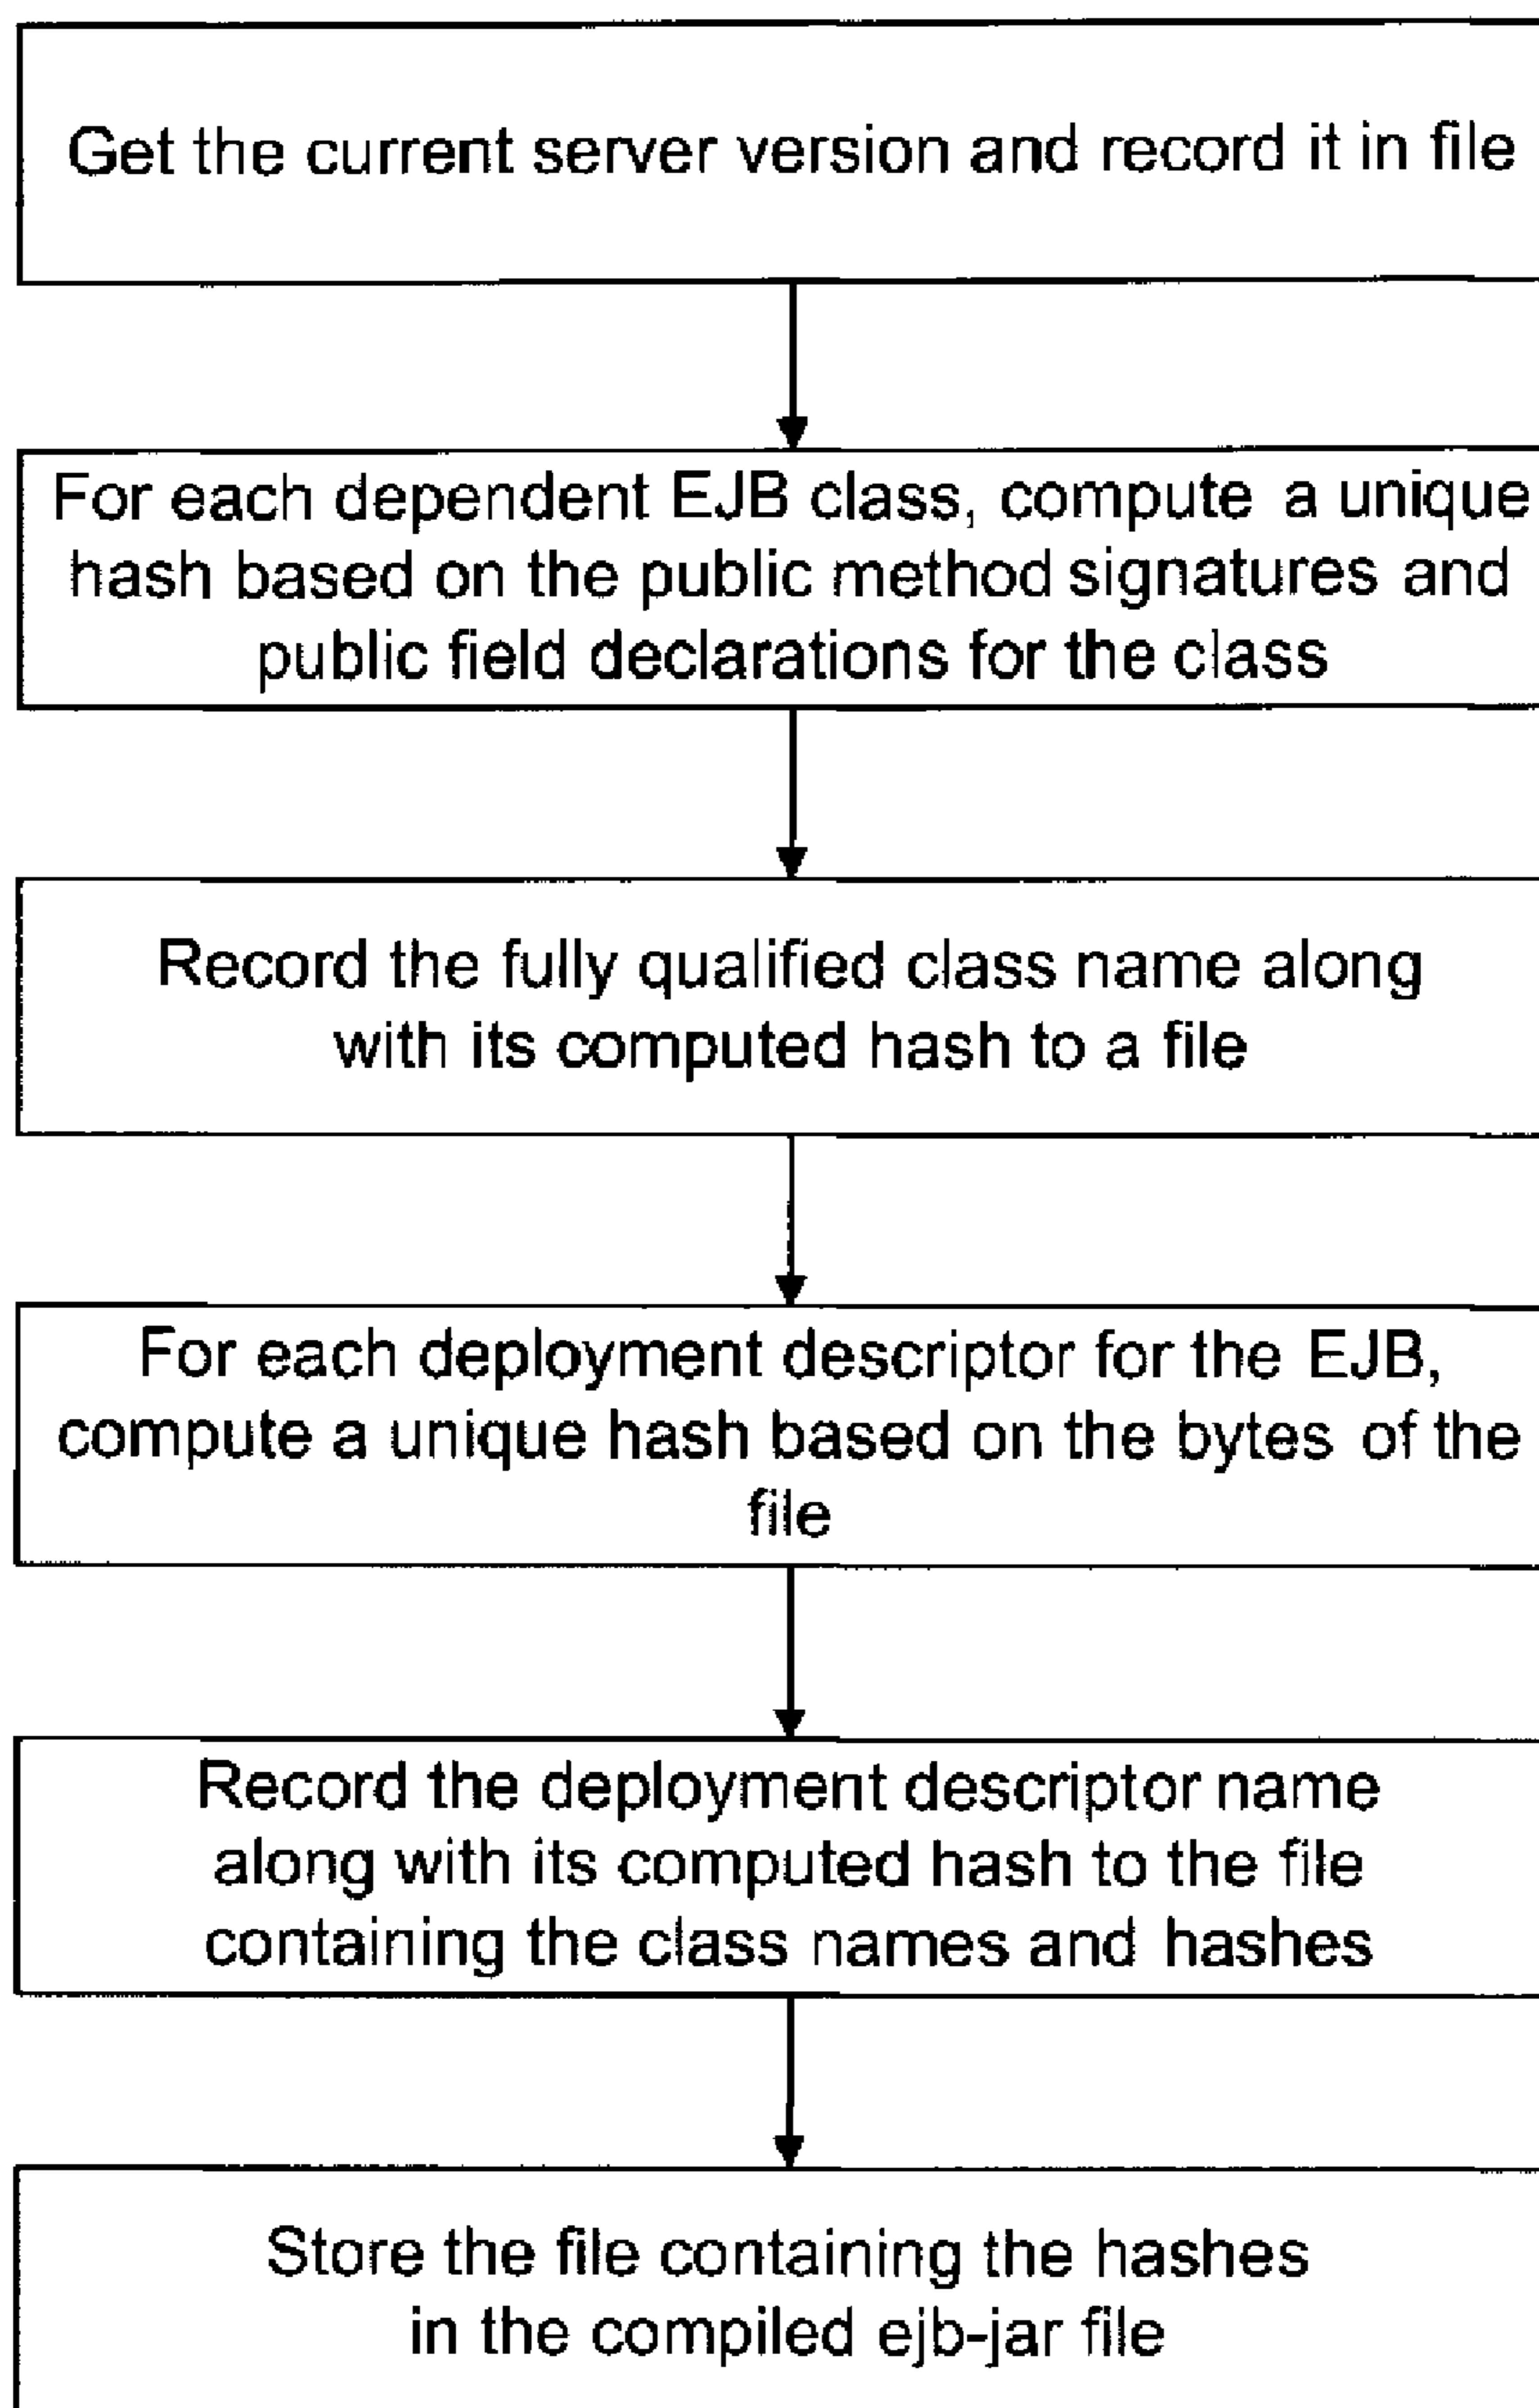 Get the current server version and record it in file
For each dependent EJB class, compute a unique
hash based on the public method signatures and
public field declarations for the class
Record the fully qualified class name along
with its computed hash to a file
For each deployment descriptor for the EJB,
compute a unique hash based on the bytes of the
file
Record the deployment descriptor name
along with its computed hash to the file
containing the class names and hashes
Store the file containing the hashes
in the compiled ejb-jar file